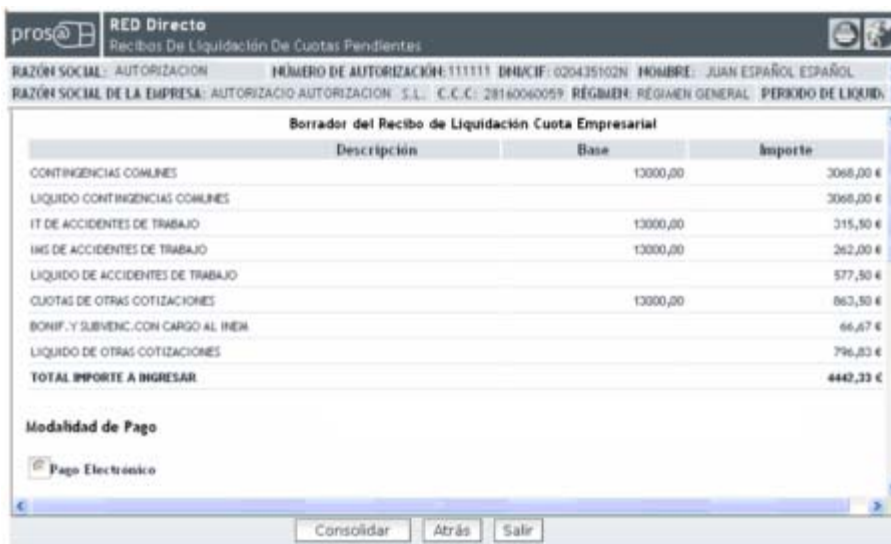 pros@
RED Directo
Recibos De Liquidación De Cuotas Pendientes
RAZÓN SOCIAL: AUTORIZACION NÚMERO DE AUTORIZACIÓN: 111111 DNI/CIF: 020435102N NOMBRE: JUAN ESPAÑOL ESPAÑOL
RAZÓN SOCIAL DE LA EMPRESA: AUTORIZACIO AUTORIZACION S.L. C.C.C: 28160060059 RÉGIMEN: REGIMEN GENERAL PERIODO DE LIQUID
Borrador del Recibo de Liquidación Cuota Empresarial
Descripción Base Importe
CONTINGENCIAS COMUNES 13000,00 3068,00 €
LIQUIDO CONTINGENCIAS COMUNES 3068,00 €
IT DE ACCIDENTES DE TRABAJO 13000,00 315,50 €
IMS DE ACCIDENTES DE TRABAJO 13000,00 262,00 €
LIQUIDO DE ACCIDENTES DE TRABAJO 577,50 €
CUOTAS DE OTRAS COTIZACIONES 13000,00 863,50 €
BONIF.Y SUBVENC.CON CARGO AL INEM 66,67 €
LIQUIDO DE OTRAS COTIZACIONES 796,83 €
TOTAL IMPORTE A INGRESAR 4442,33 €
Modalidad de Pago
Pago Electrónico
Consolidar Atrás Salir